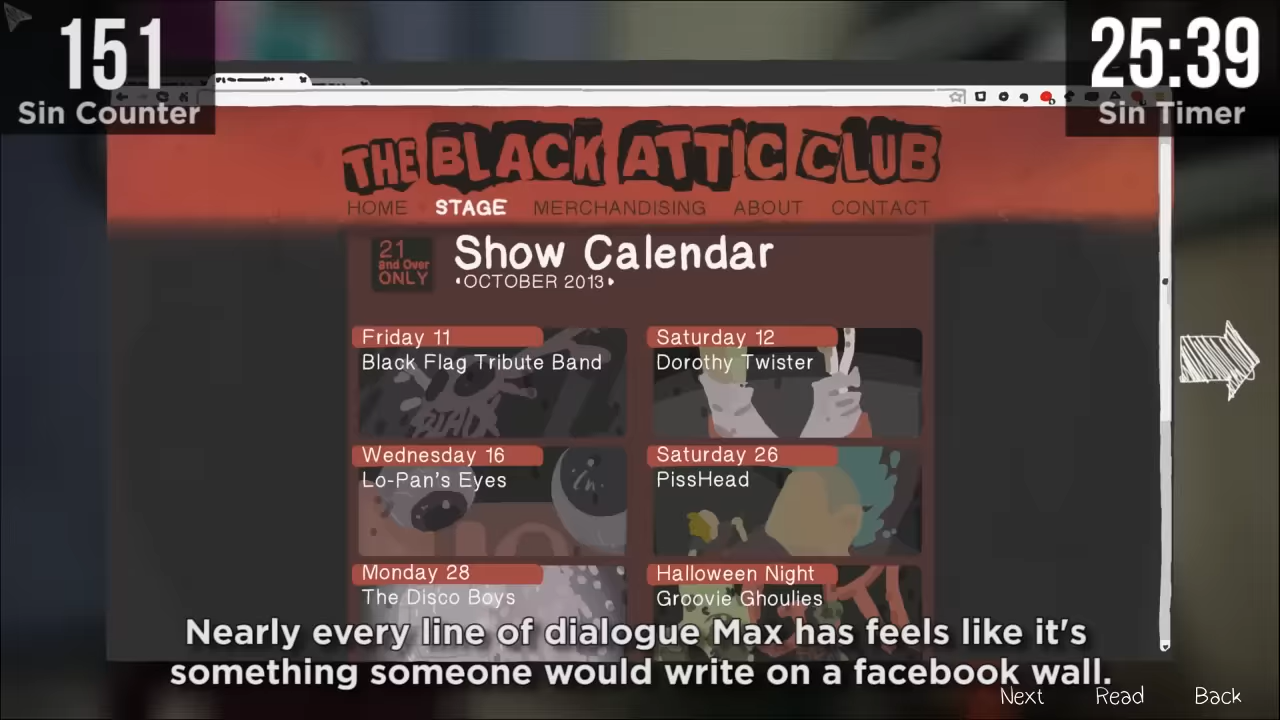 151
Sin Counter
25:39
Sin Timer
THE BLACK ATTIC CLUB
HOME STAGE MERCHANDISING ABOUT CONTACT
21
and Over
ONLY
Show Calendar
OCTOBER 2013
Friday 11
Black Flag Tribute Band
Saturday 12
Dorothy Twister
Wednesday 16
Lo-Pan's Eyes
Saturday 26
PissHead
Monday 28
The Disco Boys
Halloween Night
Groovie Ghoulies
Nearly every line of dialogue Max has feels like it's
something someone would write on a facebook wall.
Next Read Back